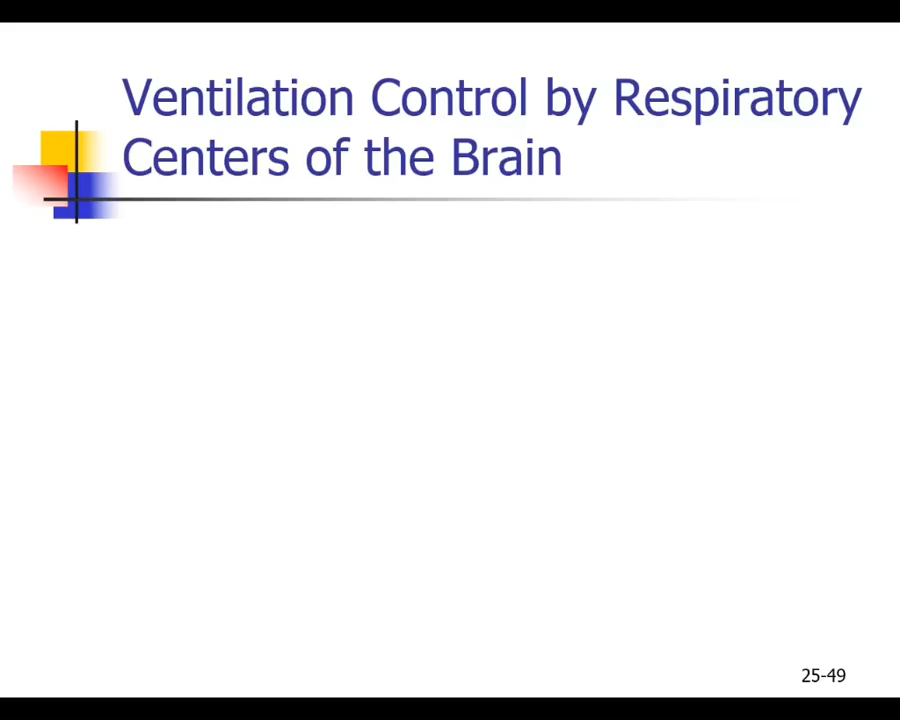 Ventilation Control by Respiratory
Centers of the Brain
25-49